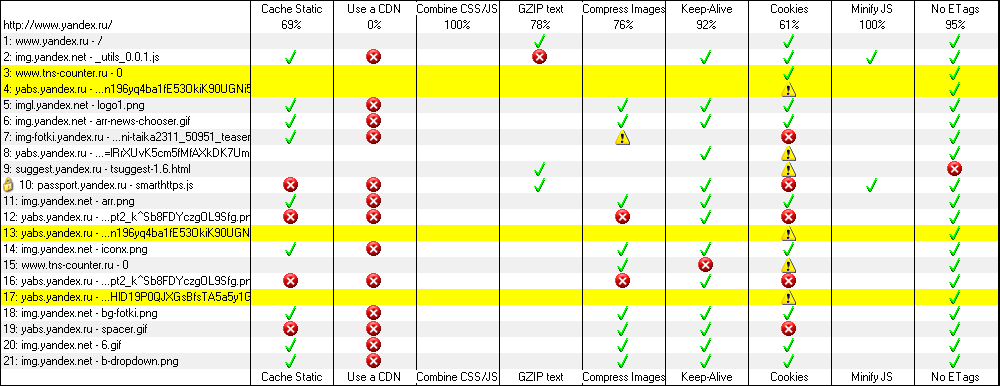 Cache Static Use a CDN Combine CSS/JS GZIP text Compress Images Keep-Alive Cookies Minify JS No ETags
http://www.yandex.ru/ 69% 0% 100% 78% 76% 92% 61% 100% 95%
1: www.yandex.ru - /
2: img.yandex.net - _utils_0.0.1.js
3: www.tns-counter.ru - 0
4: yabs.yandex.ru - ...n196yq4ba1fE53OkiK90UGNi5
5: imgl.yandex.net - logo1.png
6: img.yandex.net - arr-news-chooser.gif
7: img-fotki.yandex.ru - ...ni-taika2311_50951_teaser
8: yabs.yandex.ru - ...=lRrXUvK5cm5fMfAXkDK7Um
9: suggest.yandex.ru - tsuggest-1.6.html
10: passport.yandex.ru - smarthttps.js
11: img.yandex.net - arr.png
12: yabs.yandex.ru - ...pt2_k^Sb8FDYczgOL9Sfg.pr
13: yabs.yandex.ru - ...n196yq4ba1fE53OkiK90UGN
14: img.yandex.net - iconx.png
15: www.tns-counter.ru - 0
16: yabs.yandex.ru - ...pt2_k^Sb8FDYczgOL9Sfg.pr
17: yabs.yandex.ru - ...HID19P0QJXGsBfsTA5a5y1G
18: img.yandex.net - bg-fotki.png
19: yabs.yandex.ru - spacer.gif
20: img.yandex.net - 6.gif
21: img.yandex.net - b-dropdown.png
Cache Static Use a CDN Combine CSS/JS GZIP text Compress Images Keep-Alive Cookies Minify JS No ETags